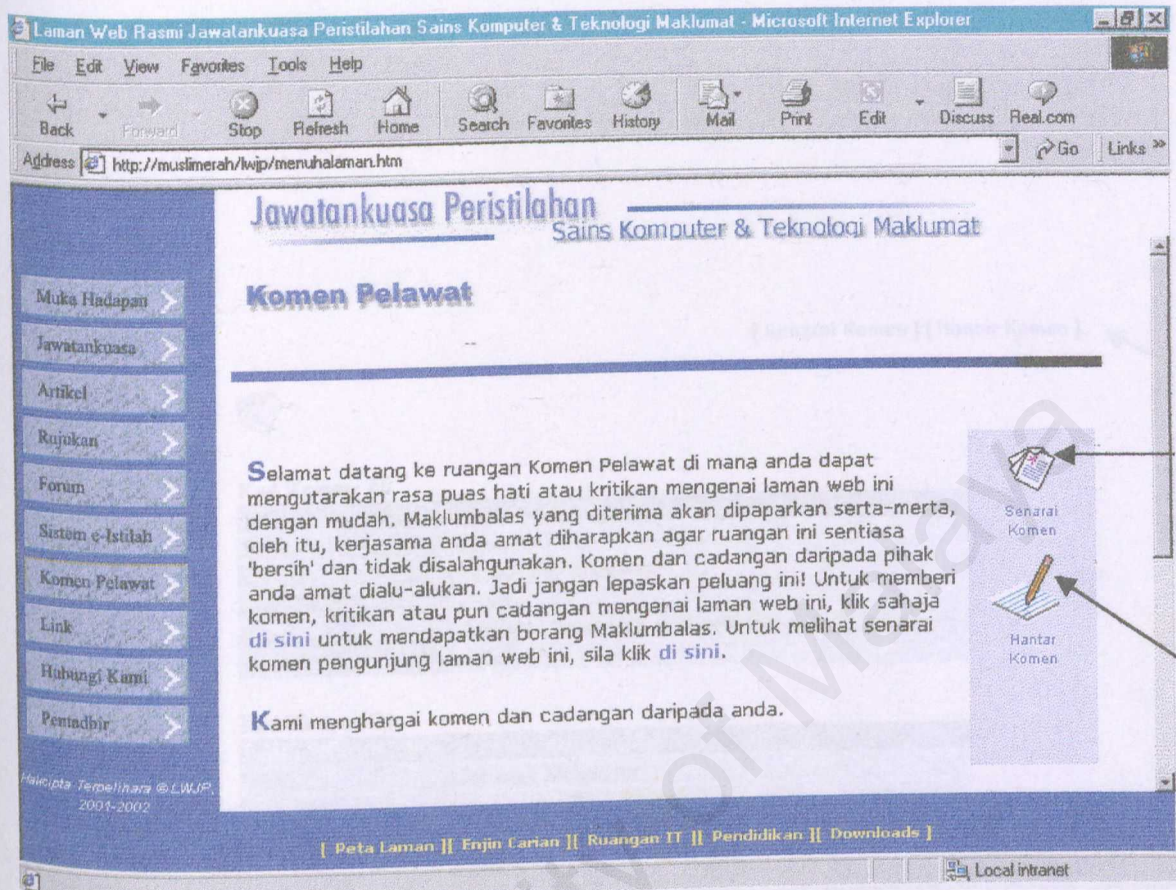 Laman Web Rasmi Jawatankuasa Peristilahan Sains Komputer & Teknologi Maklumat - Microsoft Internet Explorer
File Edit View Favorites Tools Help
Back Forward Stop Refresh Home Search Favorites History Mail Print Edit Discuss Real.com
Address http://muslimerah/lwjp/menuhalaman.htm Go Links »
Jawatankuasa Peristilahan
Sains Komputer & Teknologi Maklumat
Komen Pelawat
Muka Hadapan
Jawatankuasa
Artikel
Rujukan
Forum
Sistem e-Istilah
Komen Pelawat
Link
Hubungi Kami
Pentadbir
Hakcipta Terpelihara © LWJP,
2001-2002
Selamat datang ke ruangan Komen Pelawat di mana anda dapat
mengutarakan rasa puas hati atau kritikan mengenai laman web ini
dengan mudah. Maklumbalas yang diterima akan dipaparkan serta-merta,
oleh itu, kerjasama anda amat diharapkan agar ruangan ini sentiasa
'bersih' dan tidak disalahgunakan. Komen dan cadangan daripada pihak
anda amat dialu-alukan. Jadi jangan lepaskan peluang ini! Untuk memberi
komen, kritikan atau pun cadangan mengenai laman web ini, klik sahaja
di sini untuk mendapatkan borang Maklumbalas. Untuk melihat senarai
komen pengunjung laman web ini, sila klik di sini.
Kami menghargai komen dan cadangan daripada anda.
Senarai
Komen
Hantar
Komen
[ Peta Laman ][ Enjin Carian ][ Ruangan IT ][ Pendidikan ][ Downloads ]
Local intranet